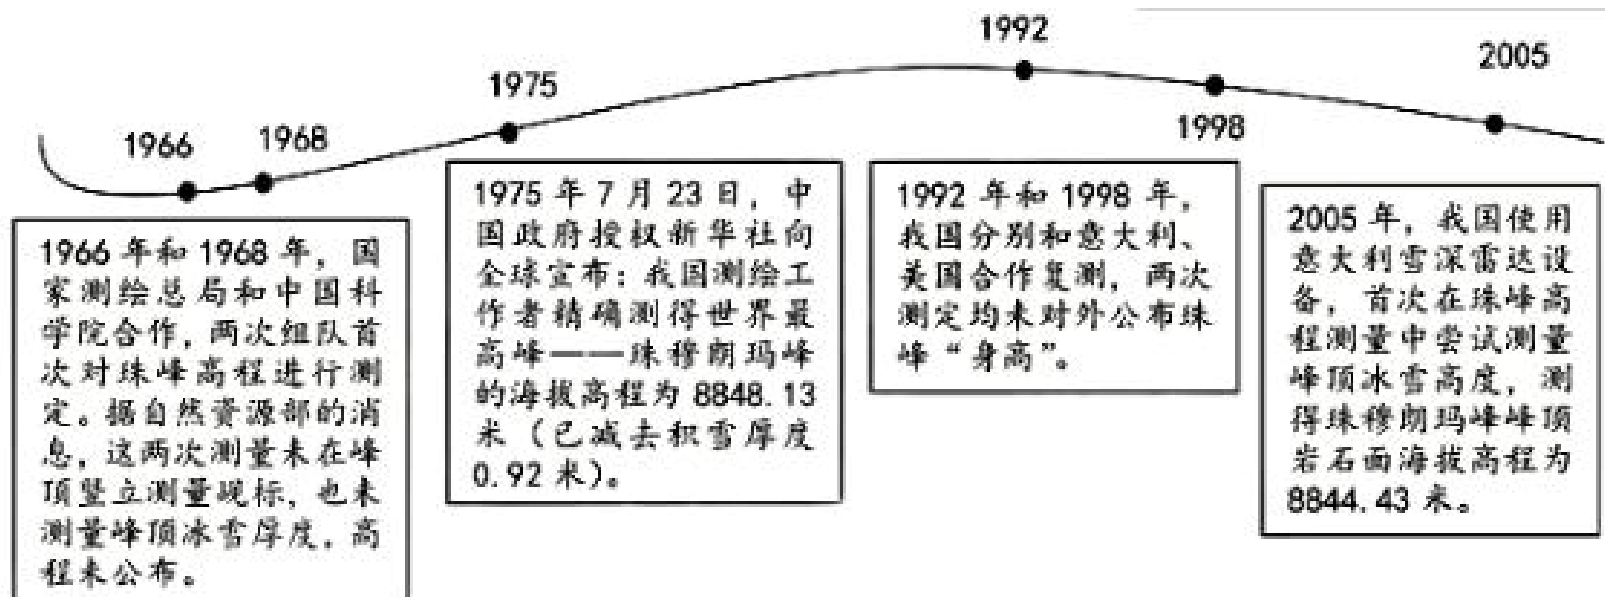 1966
1968
1975
1992
1998
2005
1966 年和 1968 年，国
家测绘总局和中国科
学院合作，两次组队首
次对珠峰高程进行测
定。据自然资源部的消
息，这两次测量未在峰
顶竖立测量觇标，也未
测量峰顶冰雪厚度，高
程未公布。
1975 年 7 月 23 日，中
国政府授权新华社向
全球宣布：我国测绘工
作者精确测得世界最
高峰——珠穆朗玛峰
的海拔高程为 8848.13
米（已减去积雪厚度
0.92 米）。
1992 年和 1998 年，
我国分别和意大利、
美国合作复测，两次
测定均未对外公布珠
峰“身高”。
2005 年，我国使用
意大利雪深雷达设
备，首次在珠峰高
程测量中尝试测量
峰顶冰雪高度，测
得珠穆朗玛峰峰顶
岩石面海拔高程为
8844.43 米。